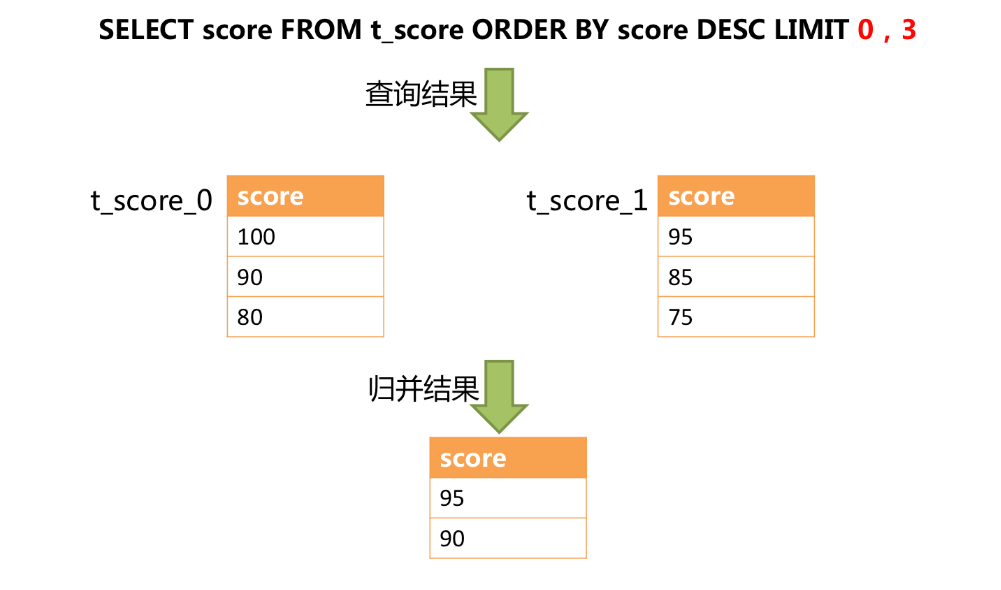 SELECT score FROM t_score ORDER BY score DESC LIMIT 0，3
查询结果
t_score_0
score
100
90
80
t_score_1
score
95
85
75
归并结果
score
95
90